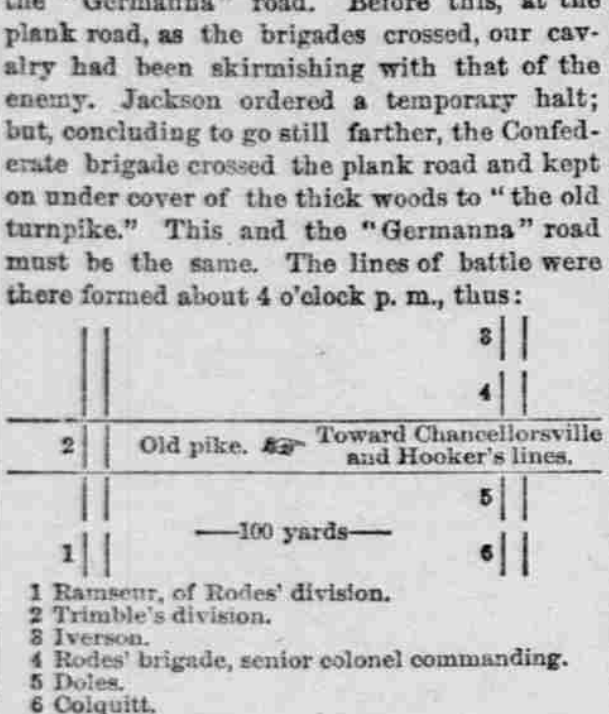 the "Germanna" road. Before this, at the
plank road, as the brigades crossed, our cav-
alry had been skirmishing with that of the
enemy. Jackson ordered a temporary halt;
but, concluding to go still farther, the Confed-
erate brigade crossed the plank road and kept
on under cover of the thick woods to "the old
turnpike." This and the "Germanna" road
must be the same. The lines of battle were
there formed about 4 o'clock p. m., thus:
3
4
2 Old pike. ☞ Toward Chancellorsville
and Hooker's lines.
5
—100 yards—
1 6
1 Ramseur, of Rodes' division.
2 Trimble's division.
3 Iverson.
4 Rodes' brigade, senior colonel commanding.
5 Doles.
6 Colquitt.